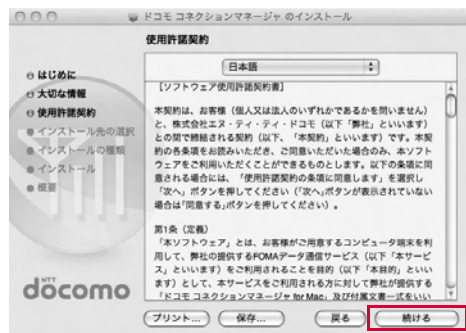 ドコモ コネクションマネージャ のインストール
使用許諾契約
日本語
はじめに
大切な情報
使用許諾契約
インストール先の選択
インストールの種類
インストール
概要
[ソフトウェア使用許諾契約書]
本契約は、お客様（個人又は法人のいずれかであるかを問いません）
と、株式会社エヌ・ティ・ティ・ドコモ（以下「弊社」といいます）
との間で締結される契約（以下、「本契約」といいます）です。本契
約の各条項をお読みいただき、ご同意いただいた場合のみ、本ソフト
ウェアをご利用いただくことができるものとします。以下の条項に同
意される場合には、「使用許諾契約の条項に同意します」を選択し
「次へ」ボタンを押してください（「次へ」ボタンが表示されていない
場合は「同意する」ボタンを押してください）。
第1条（定義）
「本ソフトウェア」とは、お客様がご用意するコンピュータ端末を利
用して、弊社の提供するFOMAデータ通信サービス（以下「本サービ
ス」といいます）をご利用されることを目的（以下「本目的」といい
ます）として、本サービスをご利用される方に対して弊社が提供する
「ドコモ コネクションマネージャ for Mac」及び付属文書一式をいい
NTT
döcomo
プリント...
保存...
戻る
続ける